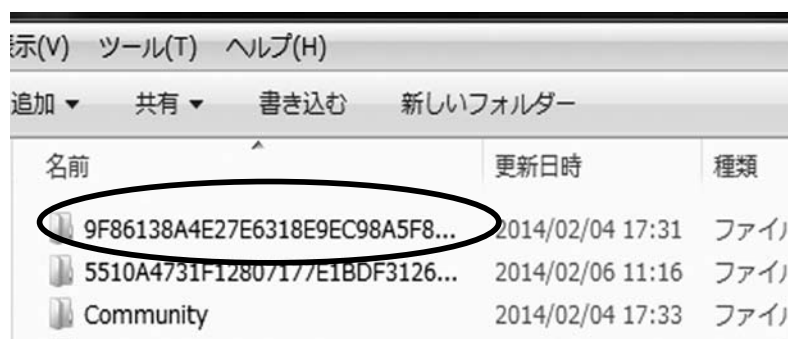 表示(V) ツール(T) ヘルプ(H)
追加 ▼ 共有 ▼ 書き込む 新しいフォルダー
名前 更新日時 種類
9F86138A4E27E6318E9EC98A5F8... 2014/02/04 17:31 ファイル
5510A4731F12807177E1BDF3126... 2014/02/06 11:16 ファイル
Community 2014/02/04 17:33 ファイル